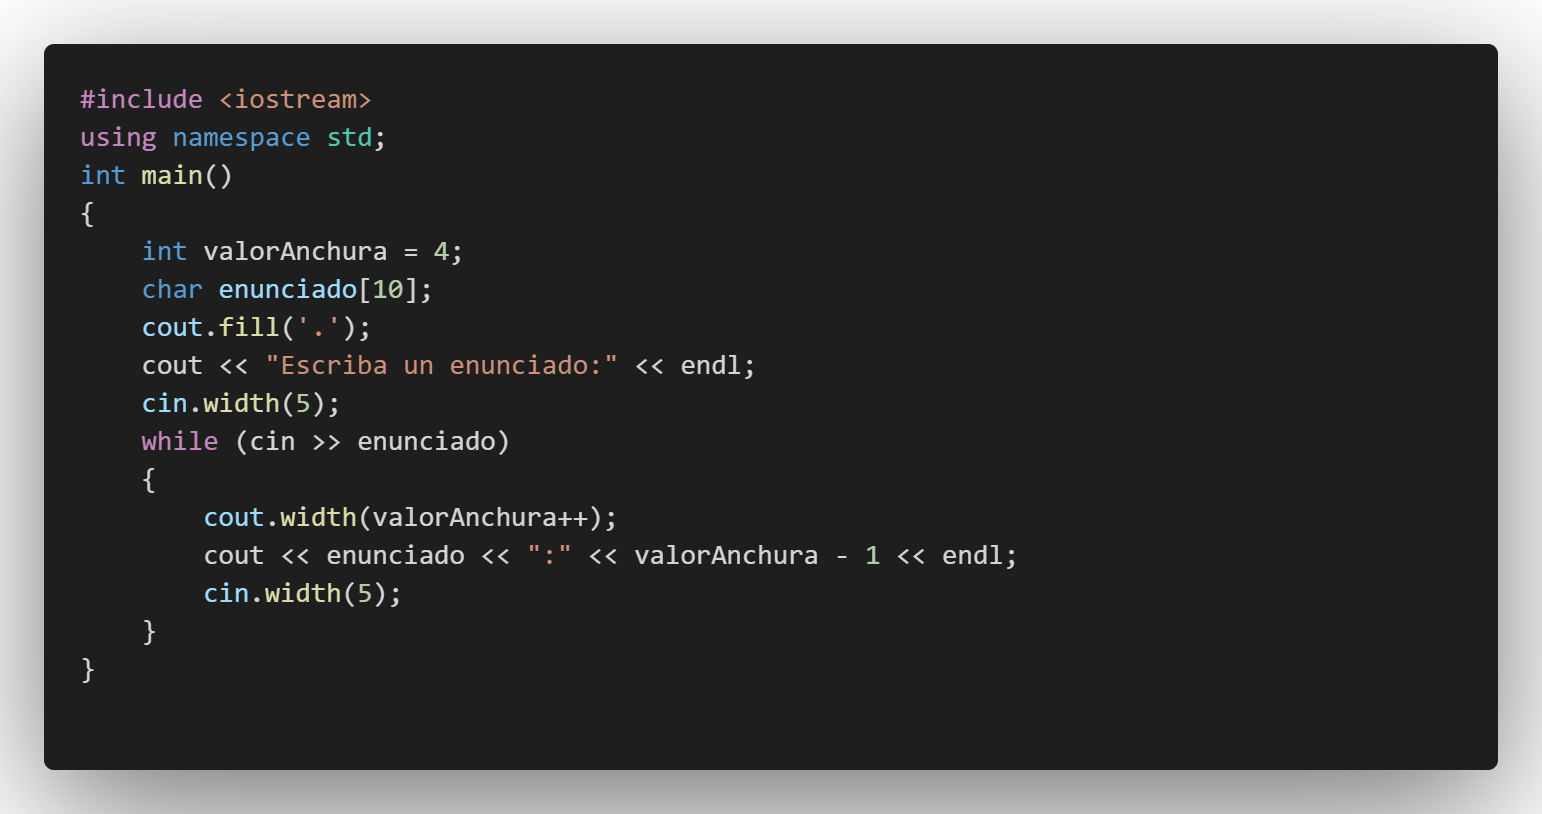 #include <iostream>
using namespace std;
int main()
{
    int valorAnchura = 4;
    char enunciado[10];
    cout.fill('.');
    cout << "Escriba un enunciado:" << endl;
    cin.width(5);
    while (cin >> enunciado)
    {
        cout.width(valorAnchura++);
        cout << enunciado << ":" << valorAnchura - 1 << endl;
        cin.width(5);
    }
}